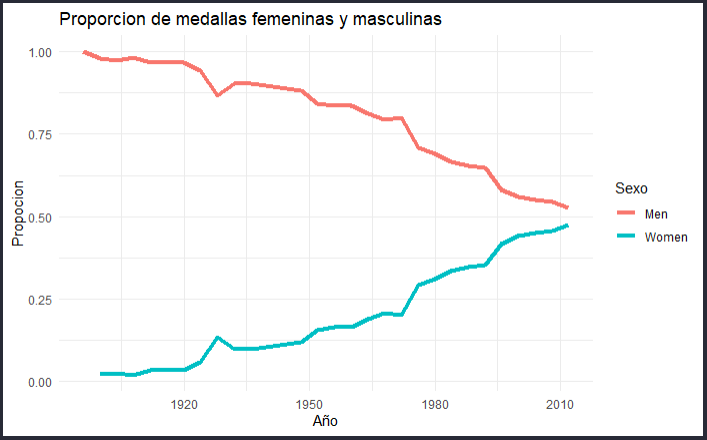 Proporcion de medallas femeninas y masculinas
1.00
0.75
0.50
0.25
0.00
Propocion
1920
1950
1980
2010
Año
Sexo
Men
Women